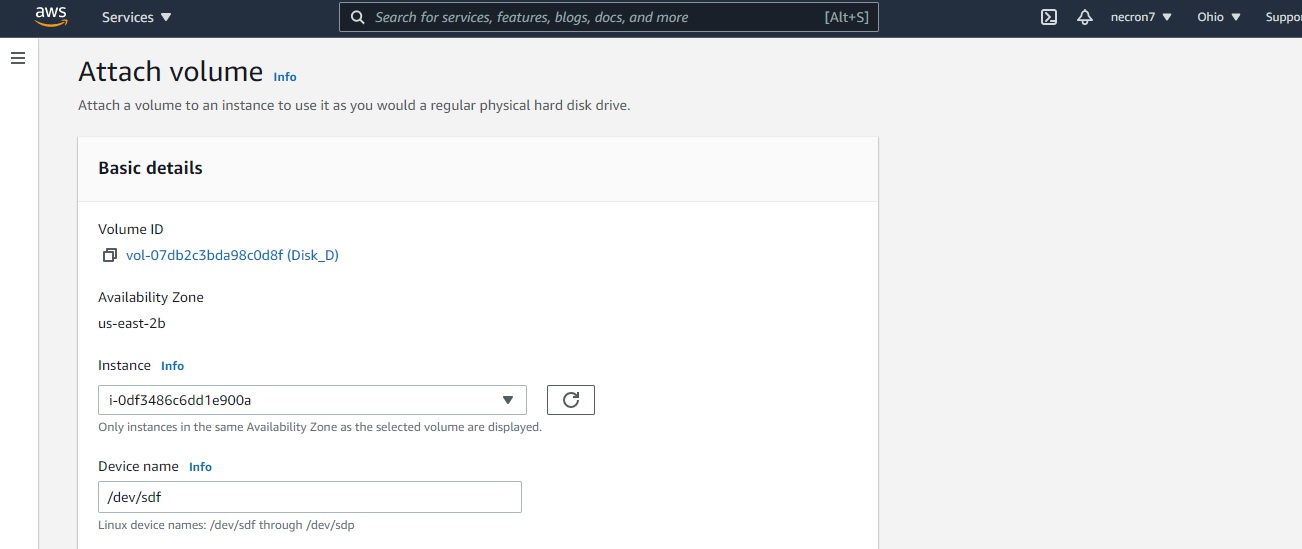 aws
Services
Search for services, features, blogs, docs, and more [Alt+S]
necron7
Ohio
Suppo
Attach volume Info
Attach a volume to an instance to use it as you would a regular physical hard disk drive.
Basic details
Volume ID
vol-07db2c3bda98c0d8f (Disk_D)
Availability Zone
us-east-2b
Instance Info
i-0df3486c6dd1e900a
Only instances in the same Availability Zone as the selected volume are displayed.
Device name Info
/dev/sdf
Linux device names: /dev/sdf through /dev/sdp